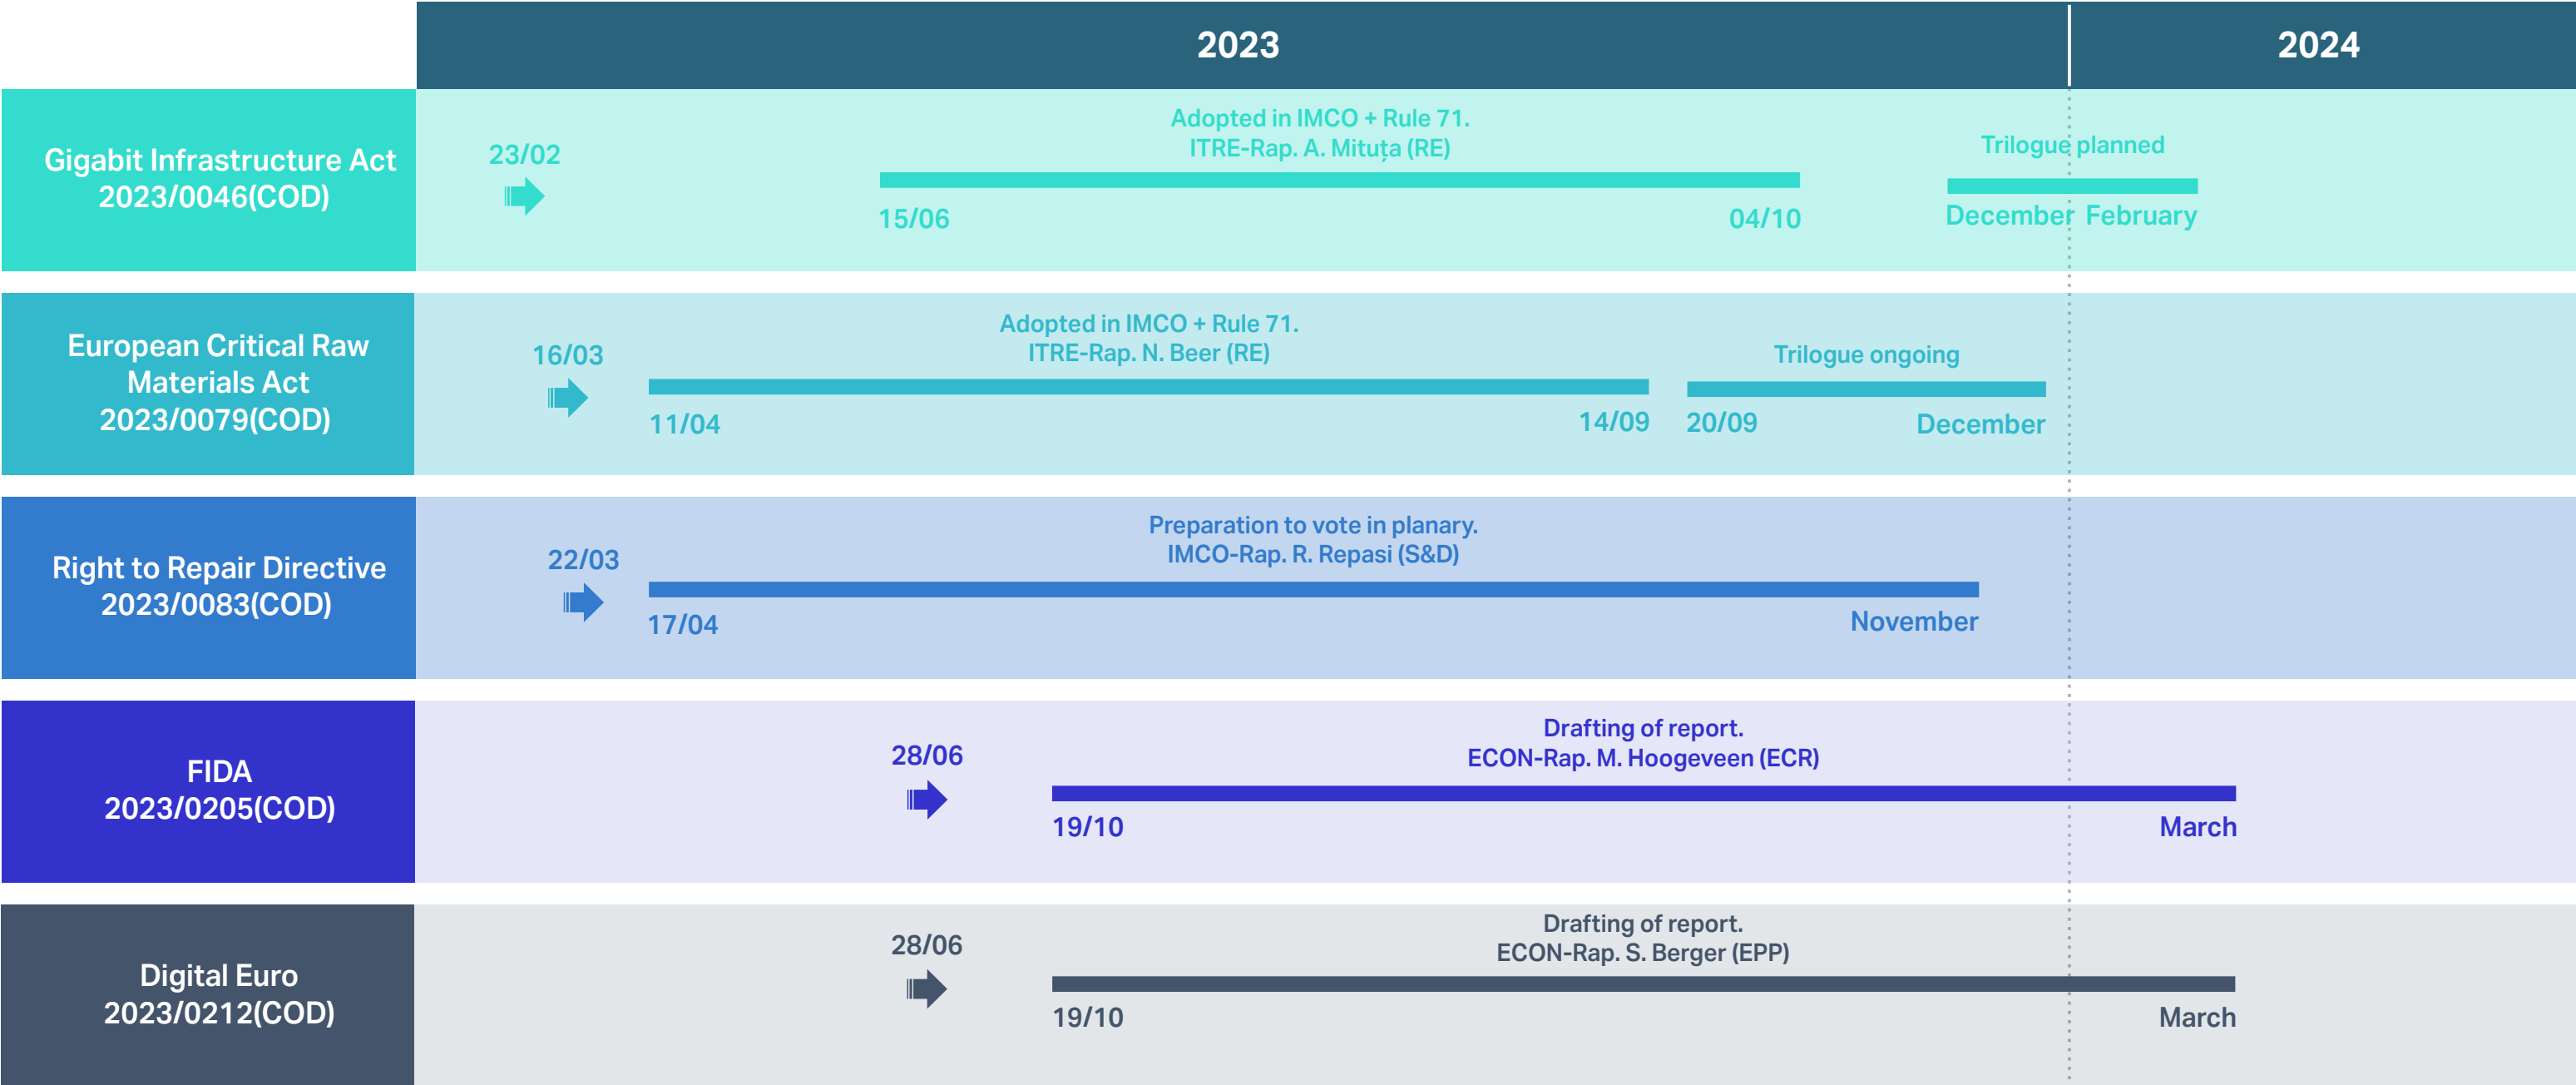 2023
2024
Gigabit Infrastructure Act
2023/0046(COD)
23/02
Adopted in IMCO + Rule 71.
ITRE-Rap. A. Mituța (RE)
15/06
04/10
Trilogue planned
December
February
European Critical Raw
Materials Act
2023/0079(COD)
16/03
Adopted in IMCO + Rule 71.
ITRE-Rap. N. Beer (RE)
11/04
14/09
Trilogue ongoing
20/09
December
Right to Repair Directive
2023/0083(COD)
22/03
Preparation to vote in planary.
IMCO-Rap. R. Repasi (S&D)
17/04
November
FIDA
2023/0205(COD)
28/06
Drafting of report.
ECON-Rap. M. Hoogeveen (ECR)
19/10
March
Digital Euro
2023/0212(COD)
28/06
Drafting of report.
ECON-Rap. S. Berger (EPP)
19/10
March